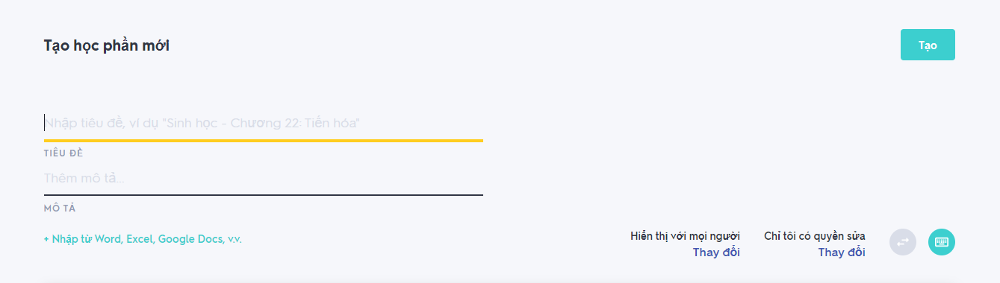 Tạo học phần mới
Tạo
Nhập tiêu đề, ví dụ "Sinh học - Chương 22: Tiến hóa"
TIÊU ĐỀ
Thêm mô tả...
MÔ TẢ
+ Nhập từ Word, Excel, Google Docs, v.v.
Hiển thị với mọi người
Thay đổi
Chỉ tôi có quyền sửa
Thay đổi